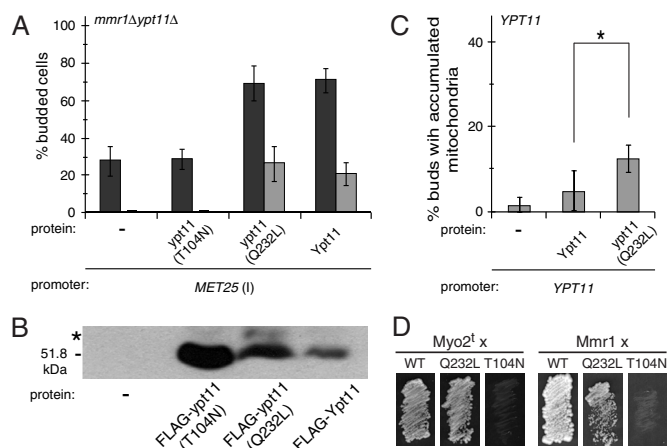 A
mmr1Δypt11Δ
% budded cells
100
80
60
40
20
0
protein:
-
ypt11 (T104N)
ypt11 (Q232L)
Ypt11
promoter:
MET25 (I)
C
YPT11
% buds wih accumulated mitochondria
40
20
0
*
protein:
-
Ypt11
ypt11 (Q232L)
promoter:
YPT11
B
*
51.8 -
kDa
protein:
-
FLAG-ypt11 (T104N)
FLAG-ypt11 (Q232L)
FLAG-Ypt11
D
Myo2ᵗ x
Mmr1 x
WT Q232L T104N
WT Q232L T104N